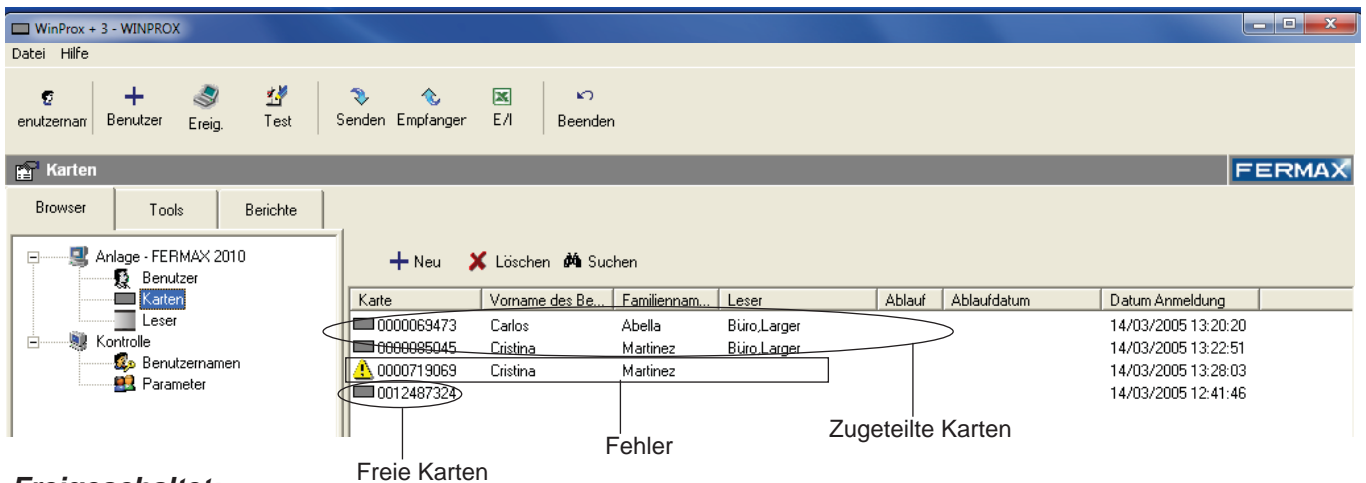 WinProx + 3 - WINPROX
Datei Hilfe
enutzernam Benutzer Ereig. Test Senden Empfanger E/I Beenden
Karten FERMAX
Browser Tools Berichte
Anlage - FERMAX 2010
Benutzer
Karten
Leser
Kontrolle
Benutzernamen
Parameter
Neu Löschen Suchen
Karte Vorname des Be... Familiennam... Leser Ablauf Ablaufdatum Datum Anmeldung
0000069473 Carlos Abella Büro,Larger 14/03/2005 13:20:20
0000085045 Cristina Martinez Büro,Larger 14/03/2005 13:22:51
0000719069 Cristina Martinez 14/03/2005 13:28:03
0012487324 14/03/2005 12:41:46
Zugeteilte Karten
Fehler
Freie Karten